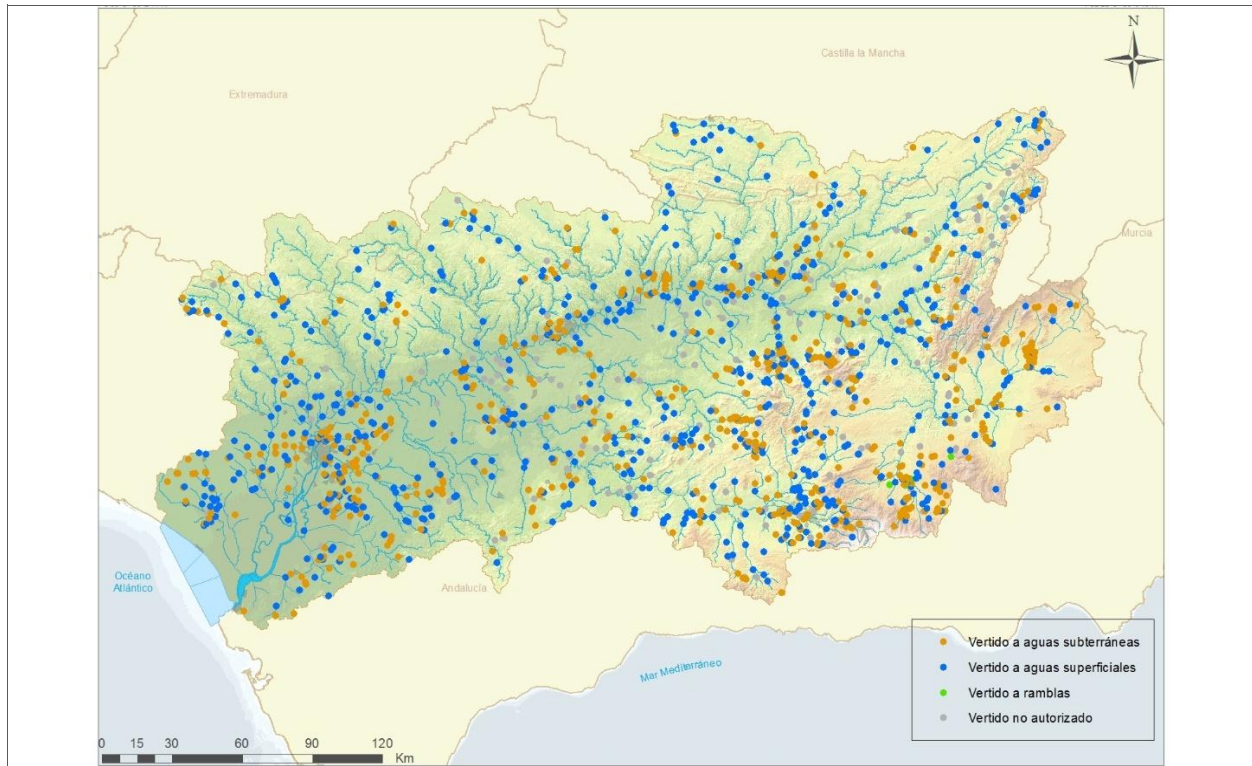 N
Castilla la Mancha
Extremadura
Murcia
Océano
Atlántico
Andalucía
Mar Mediterráneo
Vertido a aguas subterráneas
Vertido a aguas superficiales
Vertido a ramblas
Vertido no autorizado
0 15 30 60 90 120
Km